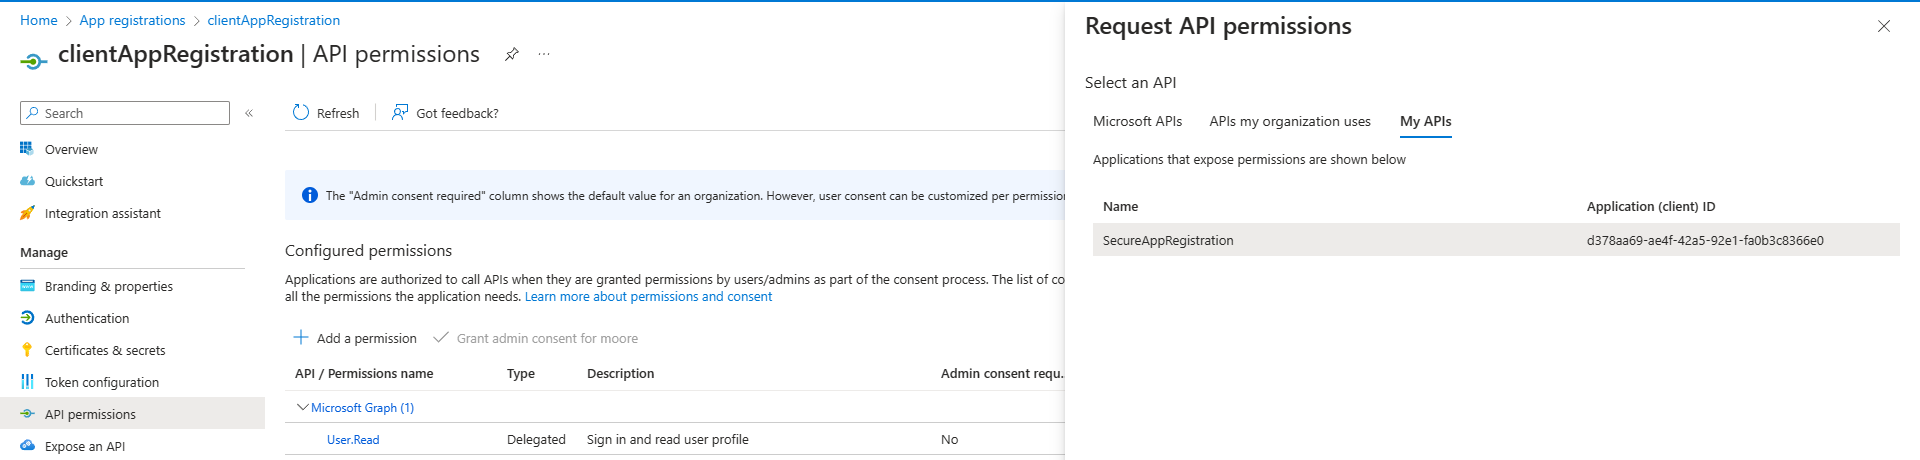 Home > App registrations > clientAppRegistration
clientAppRegistration | API permissions
Search
Overview
Quickstart
Integration assistant
Manage
Branding & properties
Authentication
Certificates & secrets
Token configuration
API permissions
Expose an API
Refresh
Got feedback?
The "Admin consent required" column shows the default value for an organization. However, user consent can be customized per permission
Configured permissions
Applications are authorized to call APIs when they are granted permissions by users/admins as part of the consent process. The list of co
all the permissions the application needs. Learn more about permissions and consent
Add a permission Grant admin consent for moore
API / Permissions name Type Description Admin consent requ...
Microsoft Graph (1)
User.Read Delegated Sign in and read user profile No
Request API permissions
Select an API
Microsoft APIs APIs my organization uses My APIs
Applications that expose permissions are shown below
Name Application (client) ID
SecureAppRegistration d378aa69-ae4f-42a5-92e1-fa0b3c8366e0